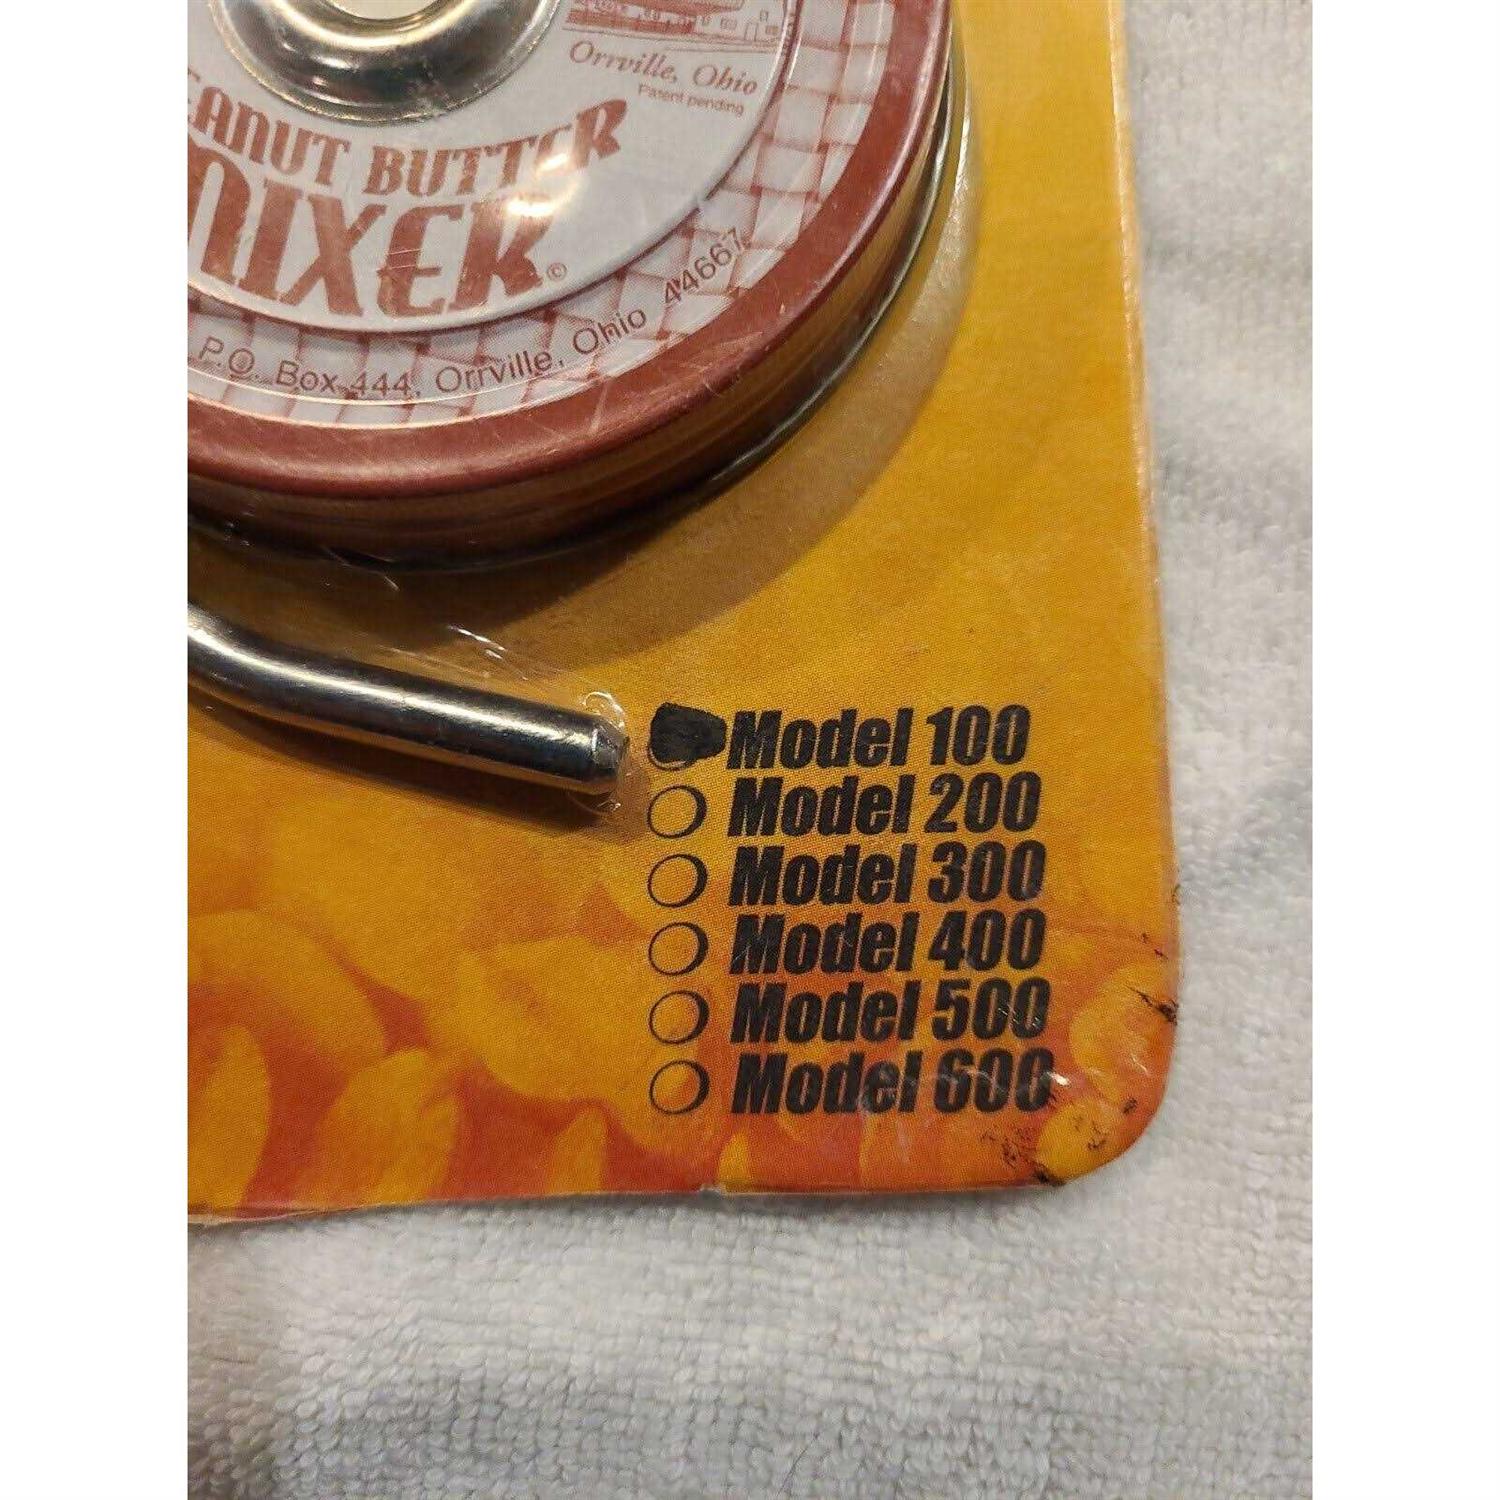 Orrville, Ohio
Patent pending
EANUT BUTTER
MIXER©
P.O. Box 444, Orrville, Ohio 44667
Model 100
Model 200
Model 300
Model 400
Model 500
Model 600